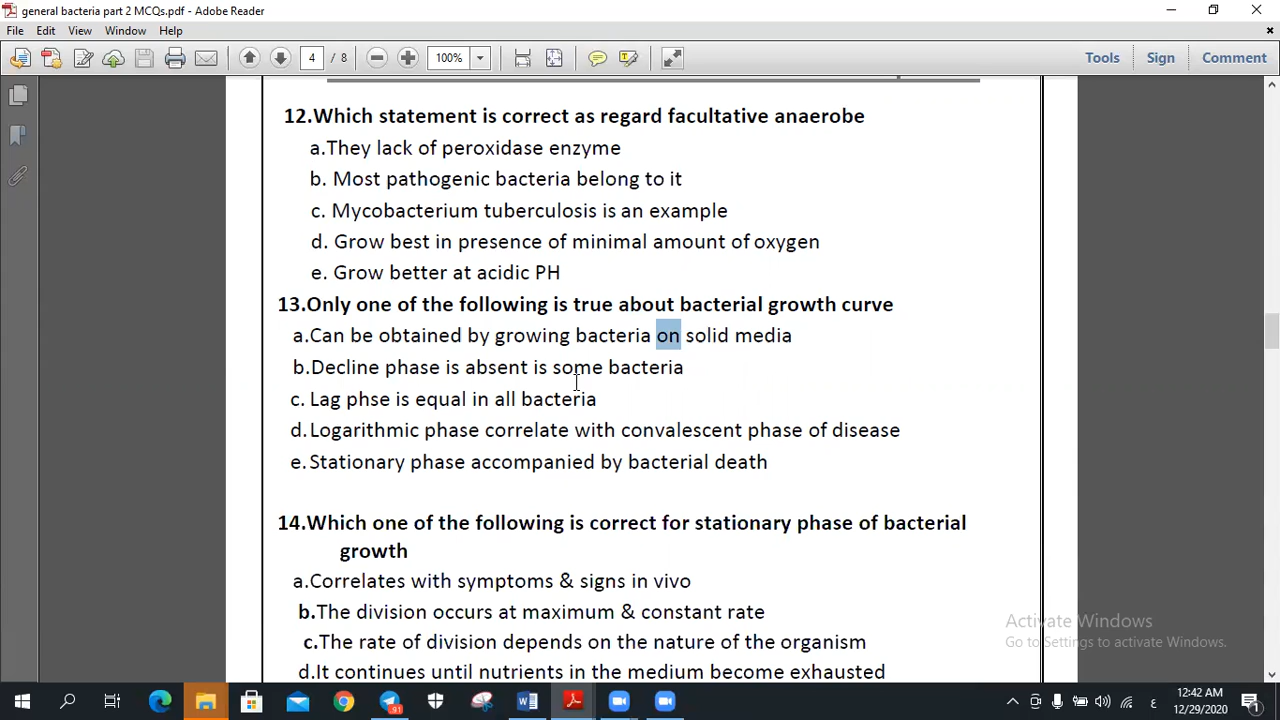 general bacteria part 2 MCQs.pdf - Adobe Reader
File Edit View Window Help
4 / 8 100% Tools Sign Comment
12.Which statement is correct as regard facultative anaerobe
a.They lack of peroxidase enzyme
b. Most pathogenic bacteria belong to it
c. Mycobacterium tuberculosis is an example
d. Grow best in presence of minimal amount of oxygen
e. Grow better at acidic PH
13.Only one of the following is true about bacterial growth curve
a.Can be obtained by growing bacteria on solid media
b.Decline phase is absent is some bacteria
c. Lag phse is equal in all bacteria
d. Logarithmic phase correlate with convalescent phase of disease
e. Stationary phase accompanied by bacterial death
14.Which one of the following is correct for stationary phase of bacterial
growth
a.Correlates with symptoms & signs in vivo
b.The division occurs at maximum & constant rate
c.The rate of division depends on the nature of the organism
d.It continues until nutrients in the medium become exhausted
Activate Windows
Go to Settings to activate Windows.
91
ع
12:42 AM
12/29/2020
1